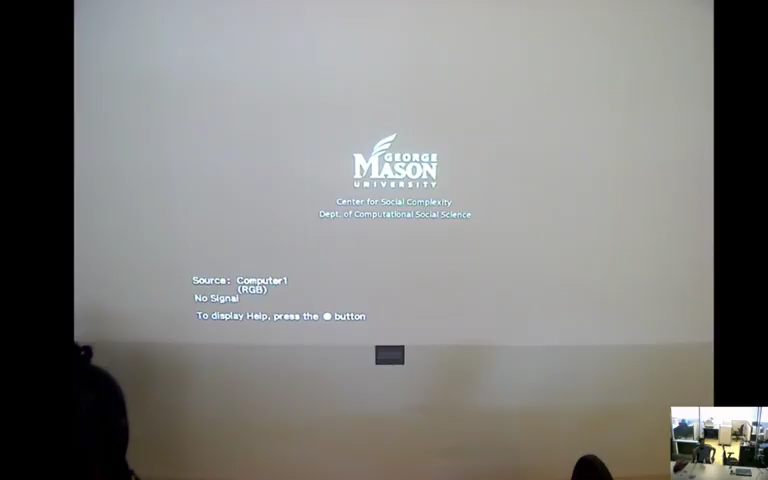 GEORGE
MASON
UNIVERSITY
Center for Social Complexity
Dept. of Computational Social Science
Source: Computer1
(RGB)
No Signal
To display Help, press the button